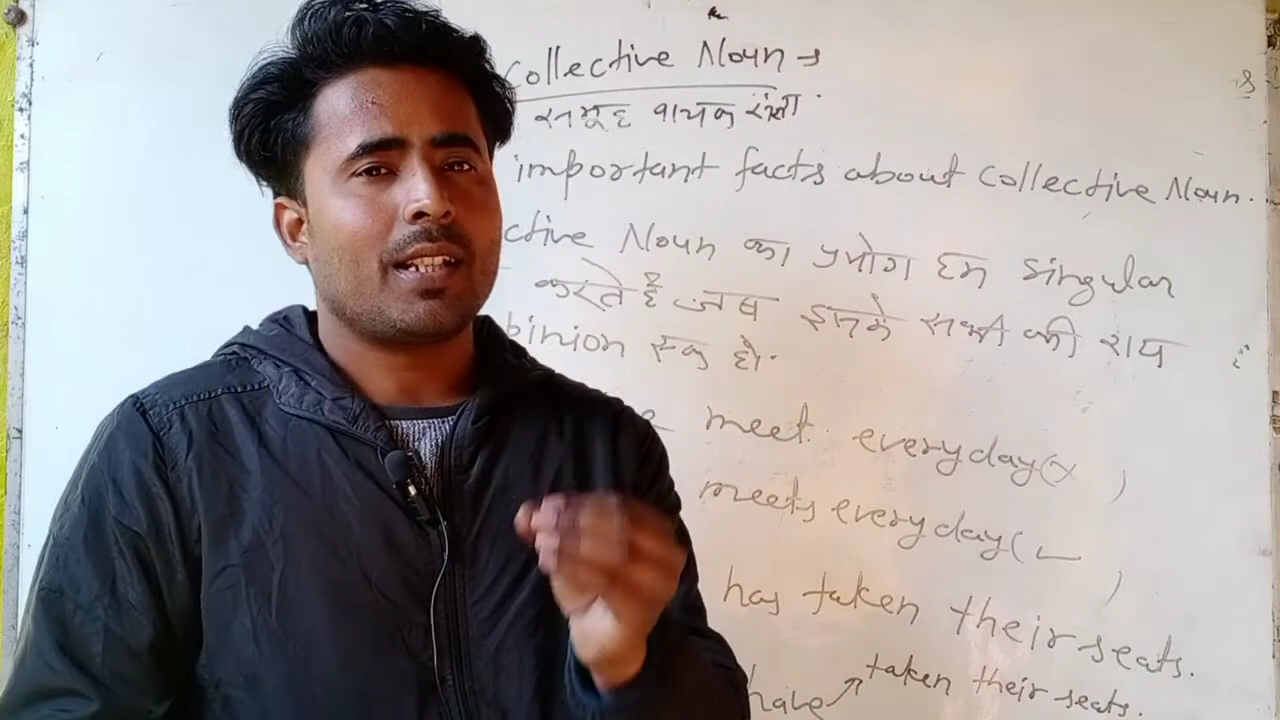 Collective Noun →
समूह वाचक संज्ञा.
important facts about Collective Noun.
ctive Noun का प्रयोग हम singular
करते है जब इनके सभी की राय
pinion एक हो.
meet everyday(×)
meets everyday(✓)
has taken their seats.
have taken their seats.